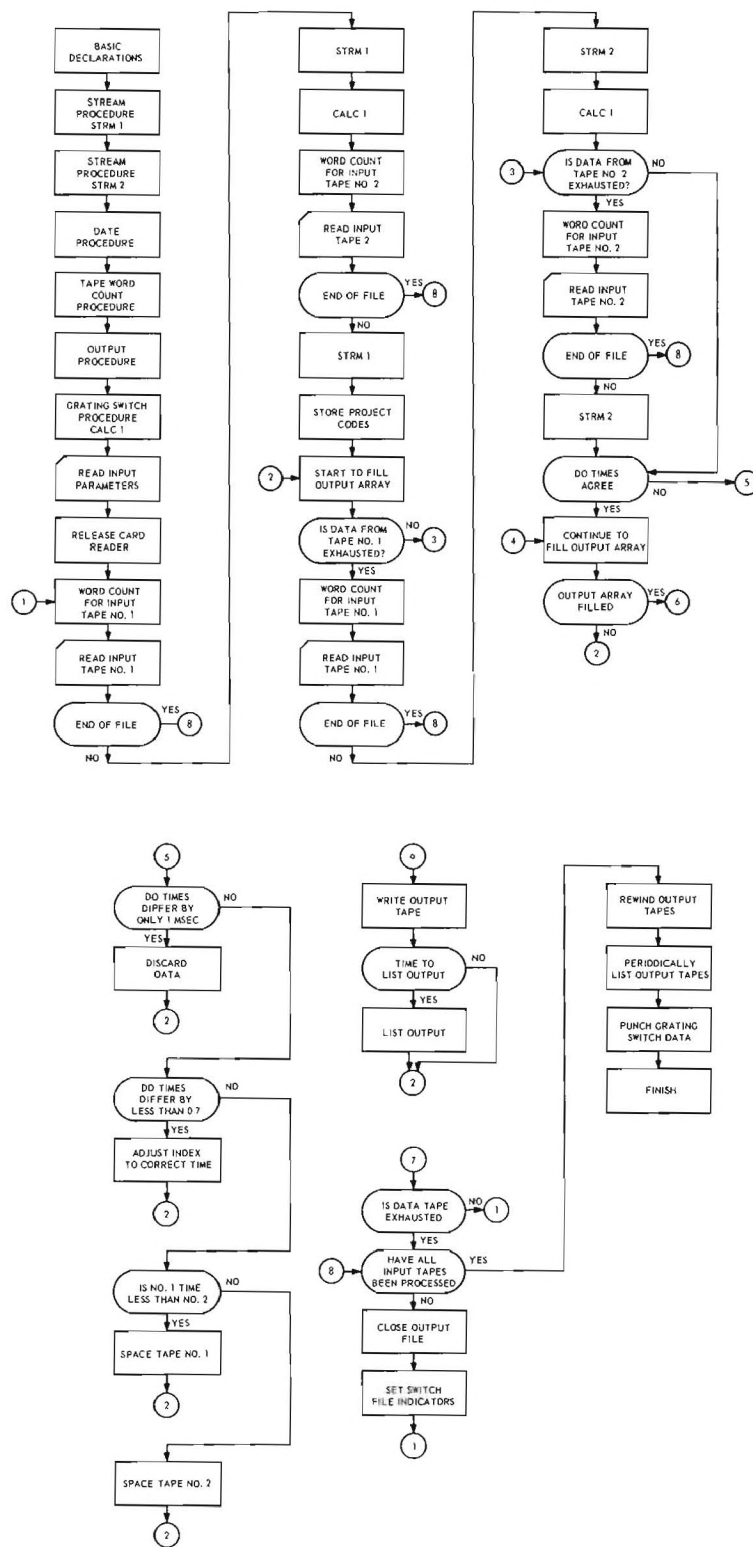 BASIC
DECLARATIONS
STREAM
PROCEDURE
STRM 1
STREAM
PROCEDURE
STRM 2
DATE
PROCEDURE
TAPE WORD
COUNT
PROCEDURE
OUTPUT
PROCEDURE
GRATING SWITCH
PROCEDURE
CALC 1
READ INPUT
PARAMETERS
RELEASE CARD
READER
1
WORD COUNT
FOR INPUT
TAPE NO. 1
READ INPUT
TAPE NO. 1
END OF FILE
YES
8
NO
STRM 1
CALC 1
WORD COUNT
FOR INPUT
TAPE NO. 2
READ INPUT
TAPE 2
END OF FILE
YES
8
NO
STRM 1
STORE PROJECT
CODES
2
START TO FILL
OUTPUT ARRAY
IS DATA FROM
TAPE NO. 1
EXHAUSTED?
NO
3
YES
WORD COUNT
FOR INPUT
TAPE NO. 1
READ INPUT
TAPE NO. 1
END OF FILE
YES
8
NO
STRM 2
CALC 1
3
IS DATA FROM
TAPE NO. 2
EXHAUSTED?
NO
YES
WORD COUNT
FOR INPUT
TAPE NO. 2
READ INPUT
TAPE NO. 2
END OF FILE
YES
8
NO
STRM 2
DO TIMES
AGREE
NO
5
YES
4
CONTINUE TO
FILL OUTPUT ARRAY
OUTPUT ARRAY
FILLED
YES
6
NO
2
5
DO TIMES
DIFFER BY
ONLY 1 MSEC
NO
YES
DISCARD
DATA
2
DO TIMES
DIFFER BY
LESS THAN 0.?
NO
YES
ADJUST INDEX
TO CORRECT TIME
2
IS NO. 1 TIME
LESS THAN NO. 2
NO
YES
SPACE TAPE NO. 1
2
SPACE TAPE NO. 2
2
WRITE OUTPUT
TAPE
TIME TO
LIST OUTPUT
NO
YES
LIST OUTPUT
2
7
IS DATA TAPE
EXHAUSTED
NO
1
YES
8
HAVE ALL
INPUT TAPES
BEEN PROCESSED
YES
NO
CLOSE OUTPUT
FILE
SET SWITCH
FILE INDICATORS
1
REWIND OUTPUT
TAPES
PERIODICALLY
LIST OUTPUT TAPES
PUNCH GRATING
SWITCH DATA
FINISH